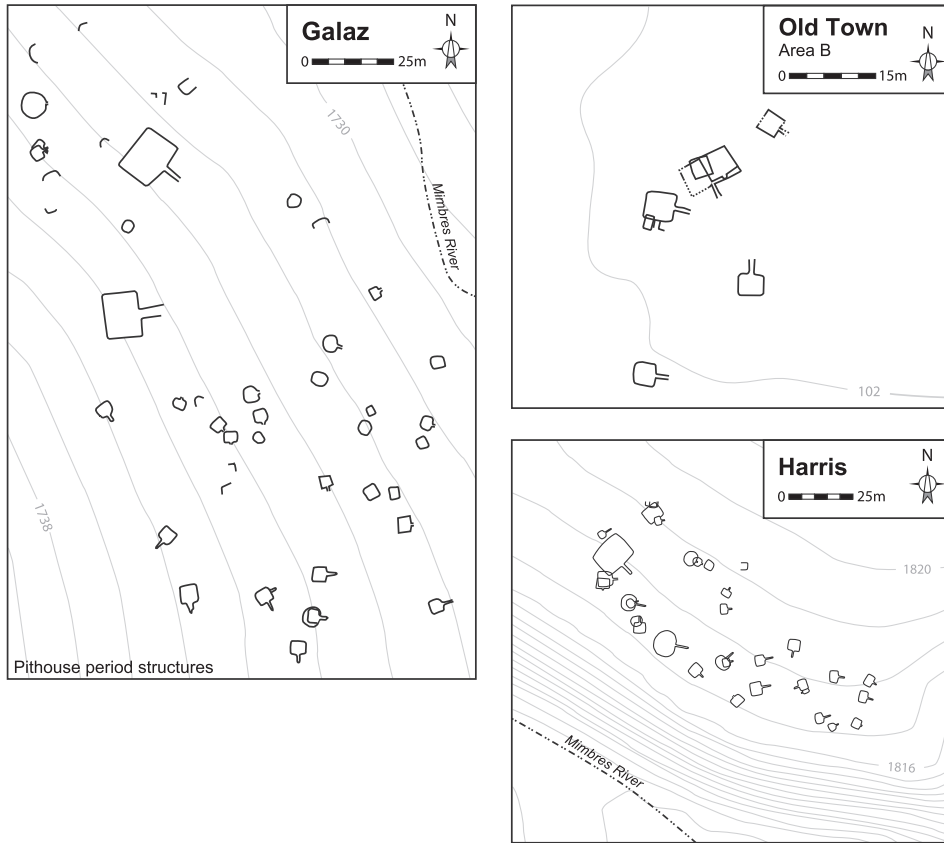 Galaz
N
0 25m
1730
Mimbres River
1738
Pithouse period structures
Old Town
Area B
N
0 15m
102
Harris
N
0 25m
1820
1816
Mimbres River